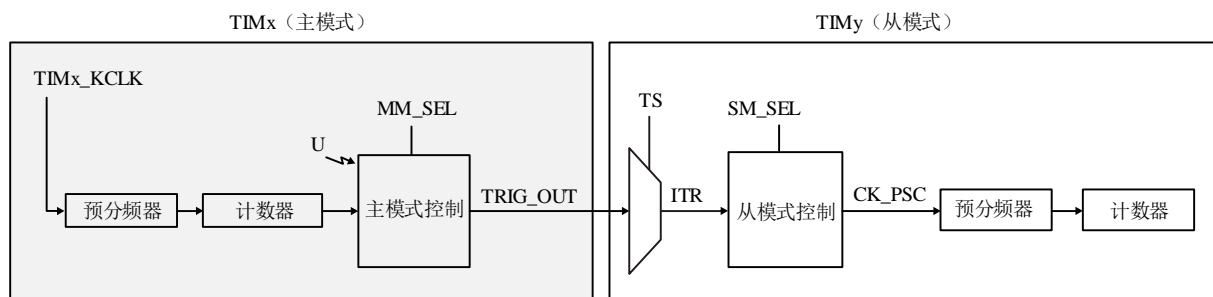 TIMx（主模式）
TIMy（从模式）
TIMx_KCLK
MM_SEL
TS
SM_SEL
U
预分频器
计数器
主模式控制
TRIG_OUT
ITR
从模式控制
CK_PSC
预分频器
计数器